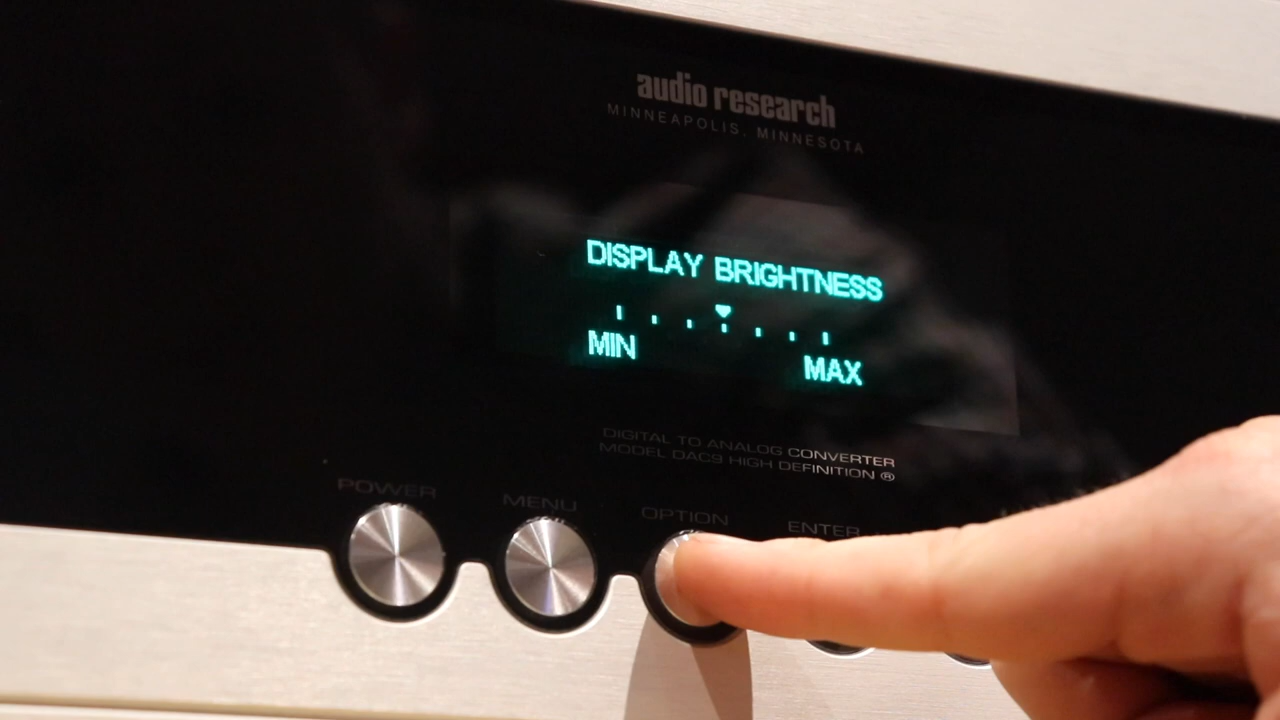 audio research
MINNEAPOLIS, MINNESOTA
DISPLAY BRIGHTNESS
MIN
MAX
DIGITAL TO ANALOG CONVERTER
MODEL DAC9 HIGH DEFINITION ®
POWER
MENU
OPTION
ENTER